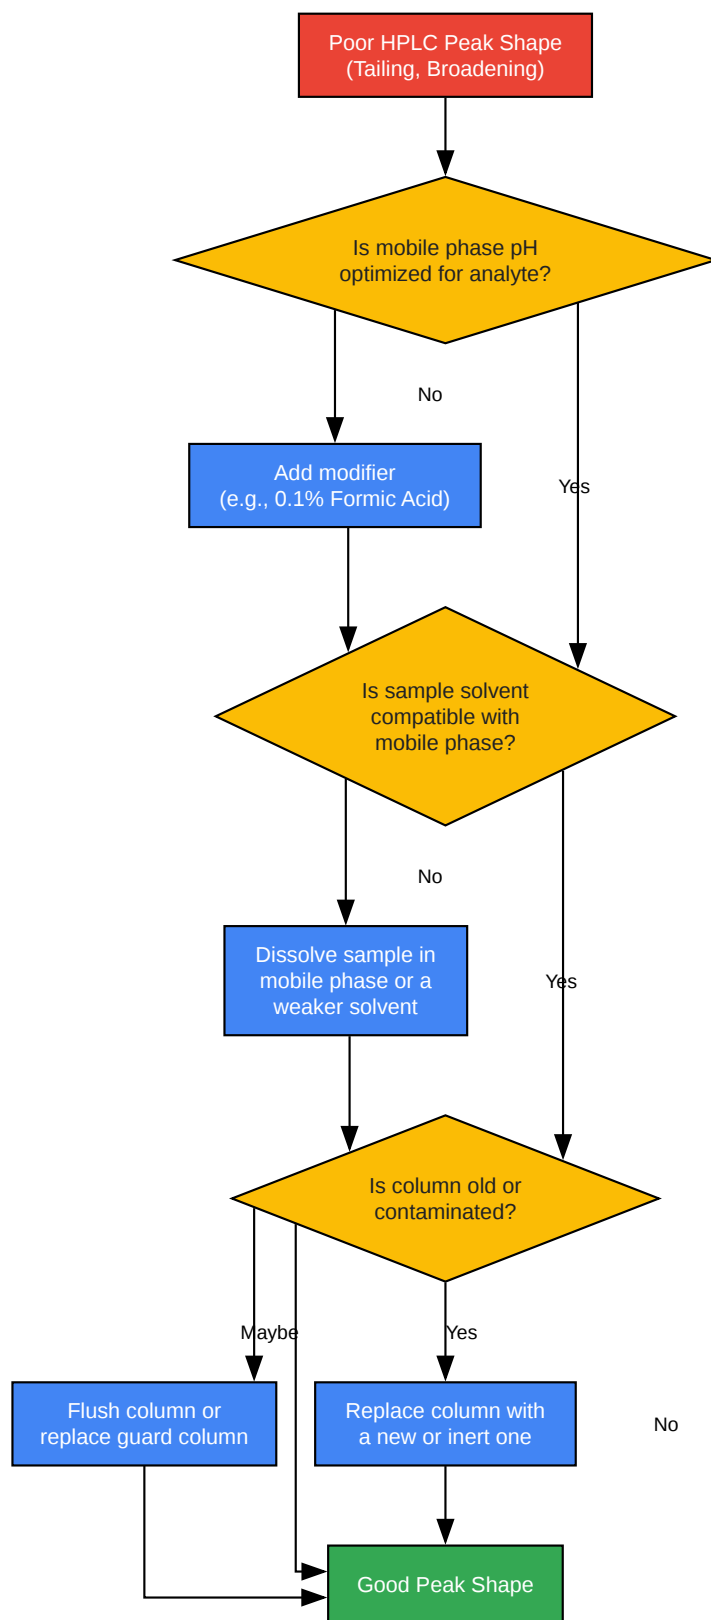 Poor HPLC Peak Shape
(Tailing, Broadening)
Is mobile phase pH
optimized for analyte?
No
Add modifier
(e.g., 0.1% Formic Acid)
Yes
Is sample solvent
compatible with
mobile phase?
No
Dissolve sample in
mobile phase or a
weaker solvent
Yes
Is column old or
contaminated?
Maybe
Yes
Flush column or
replace guard column
Replace column with
a new or inert one
No
Good Peak Shape